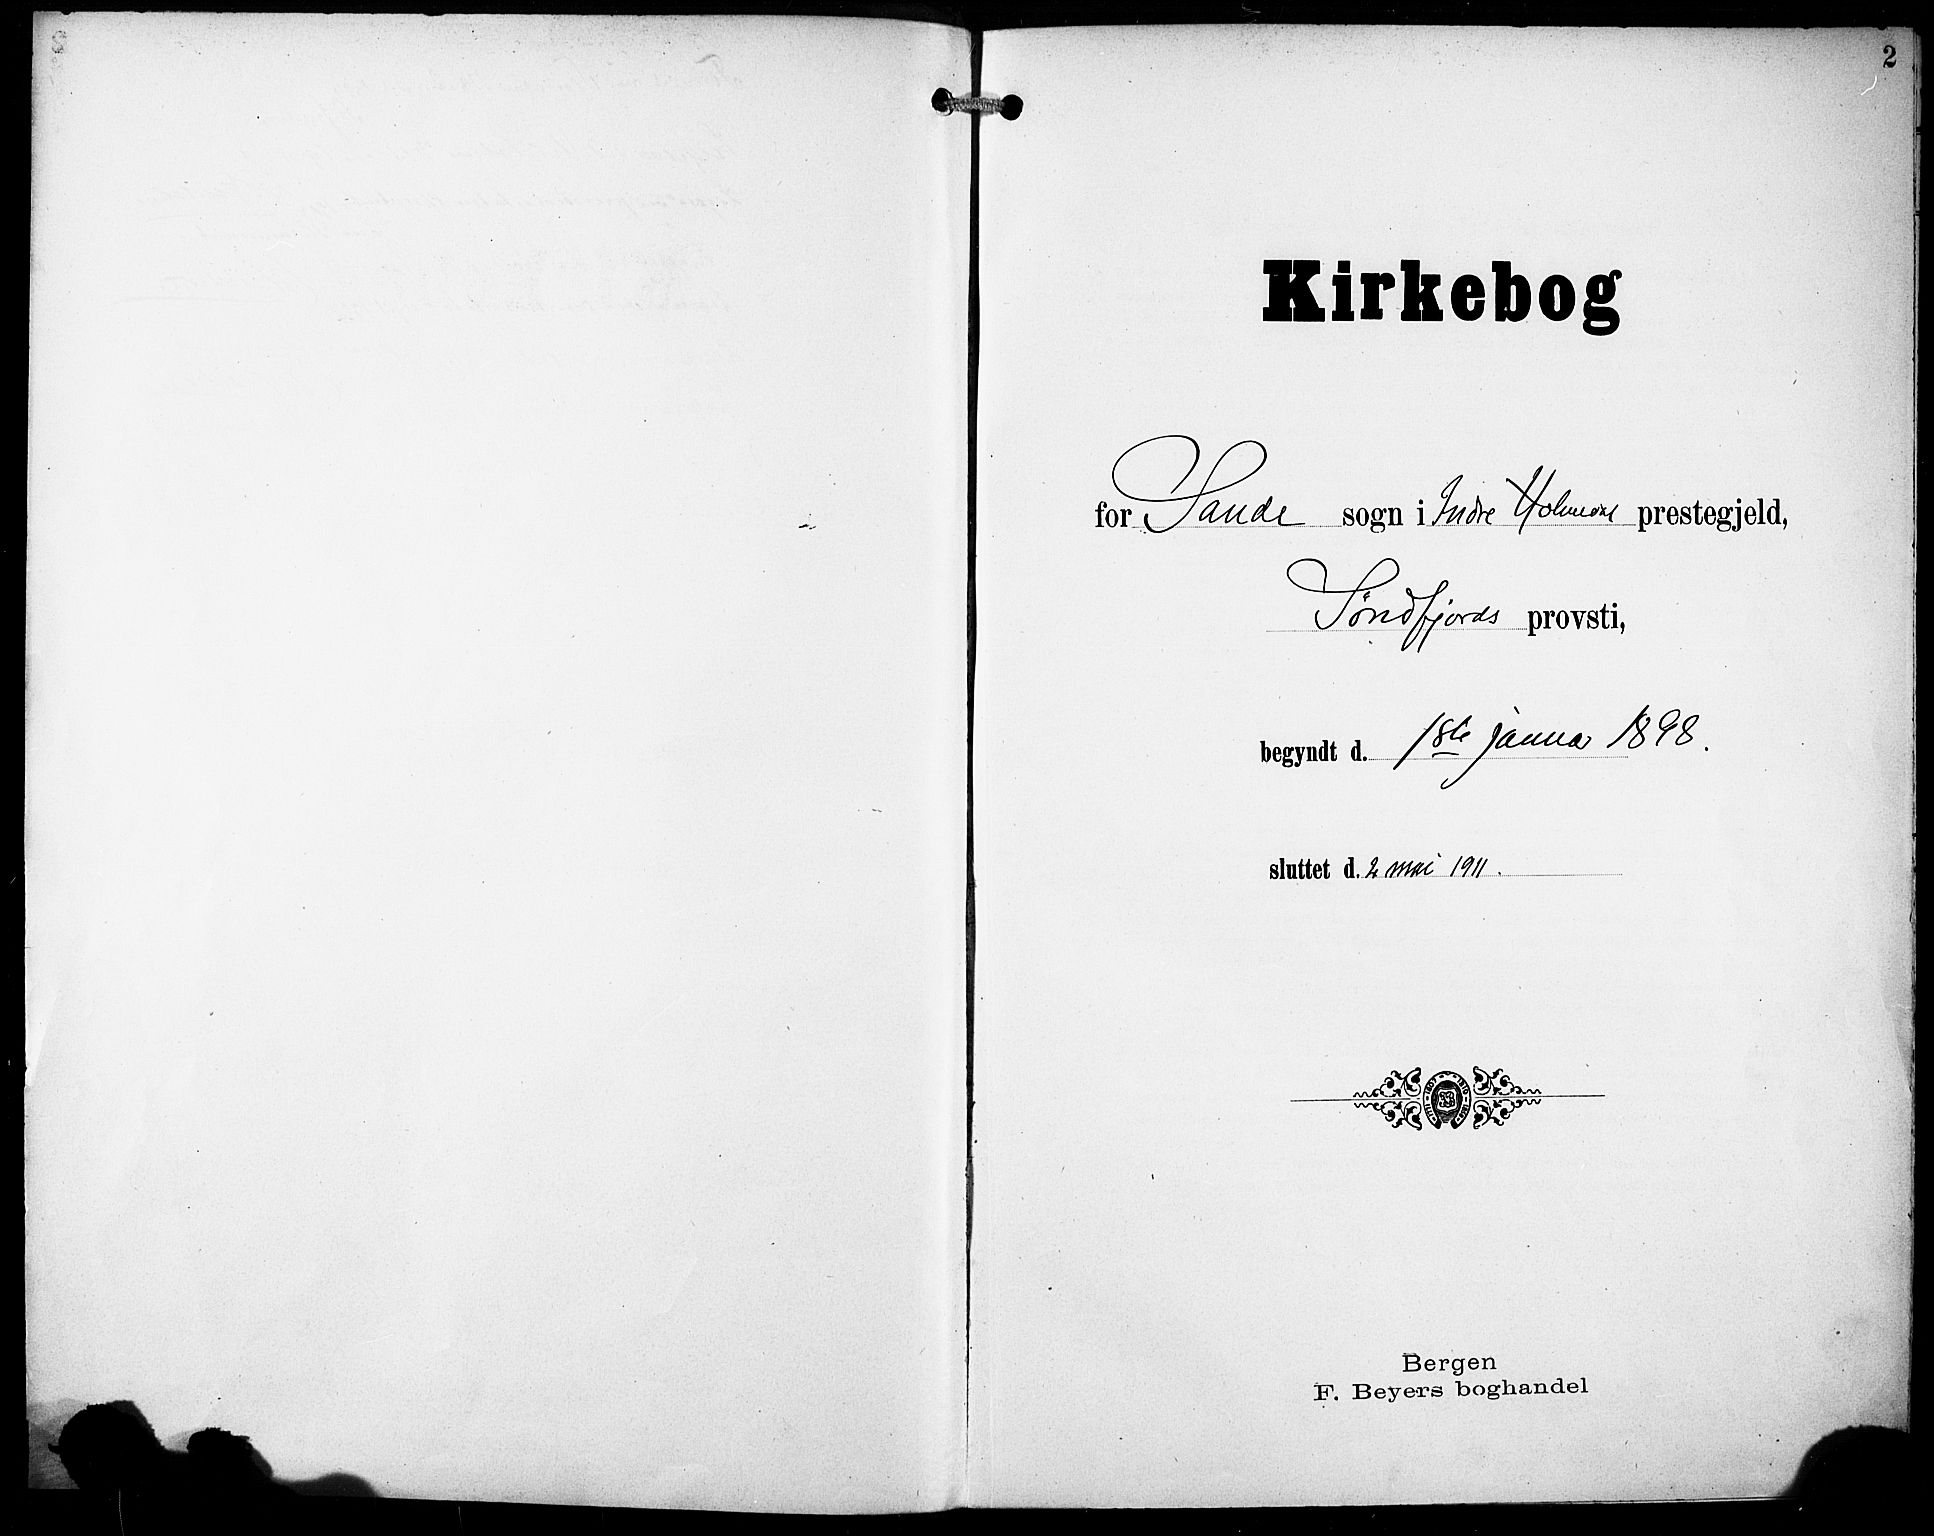 2
Kirkebog
for Sande sogn i Indre Holmedal prestegjeld,
Søndfjords provsti,
begyndt d. 1ste januar 1898.
sluttet d. 2 mai 1911.
Bergen
F. Beyers boghandel